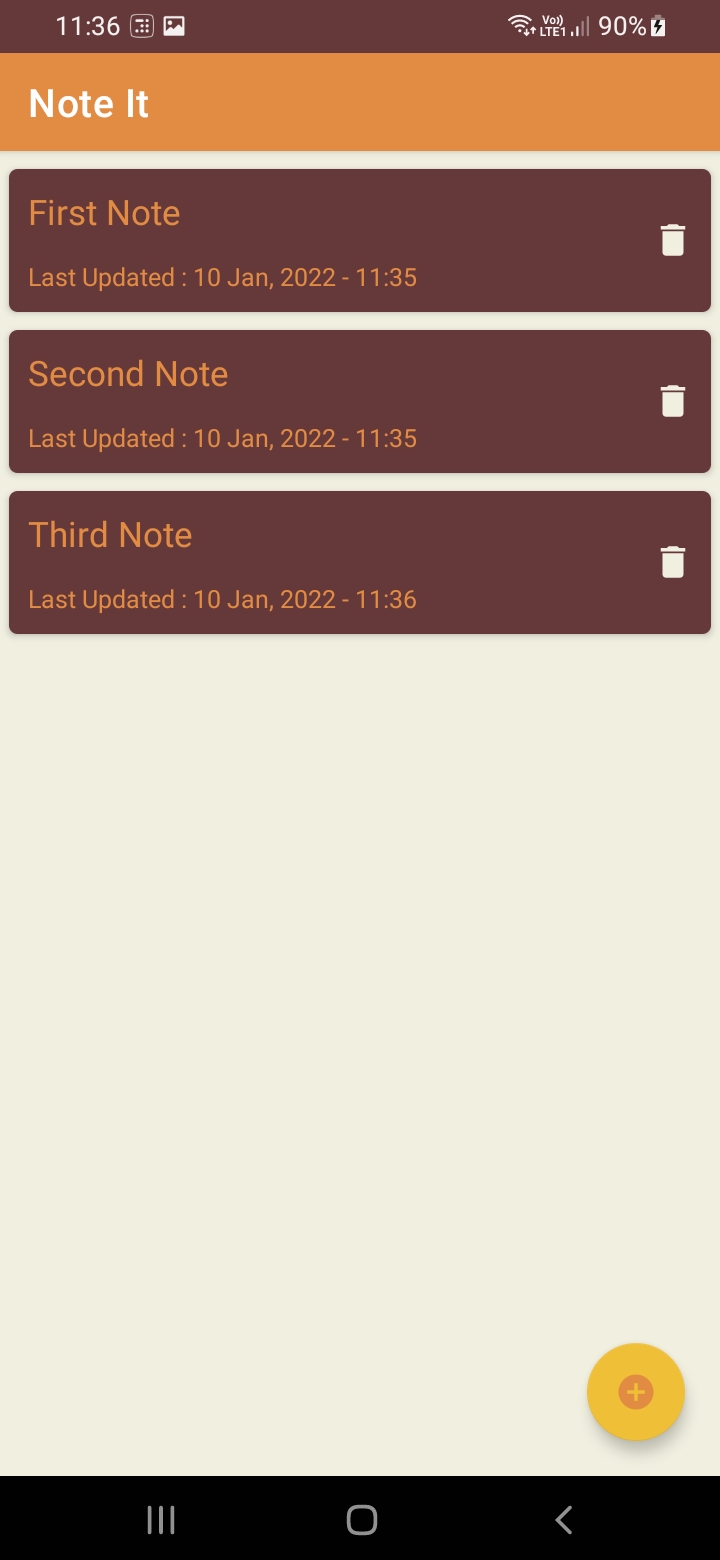 11:36 Vo)) LTE1 90%
Note It
First Note
Last Updated : 10 Jan, 2022 - 11:35
Second Note
Last Updated : 10 Jan, 2022 - 11:35
Third Note
Last Updated : 10 Jan, 2022 - 11:36